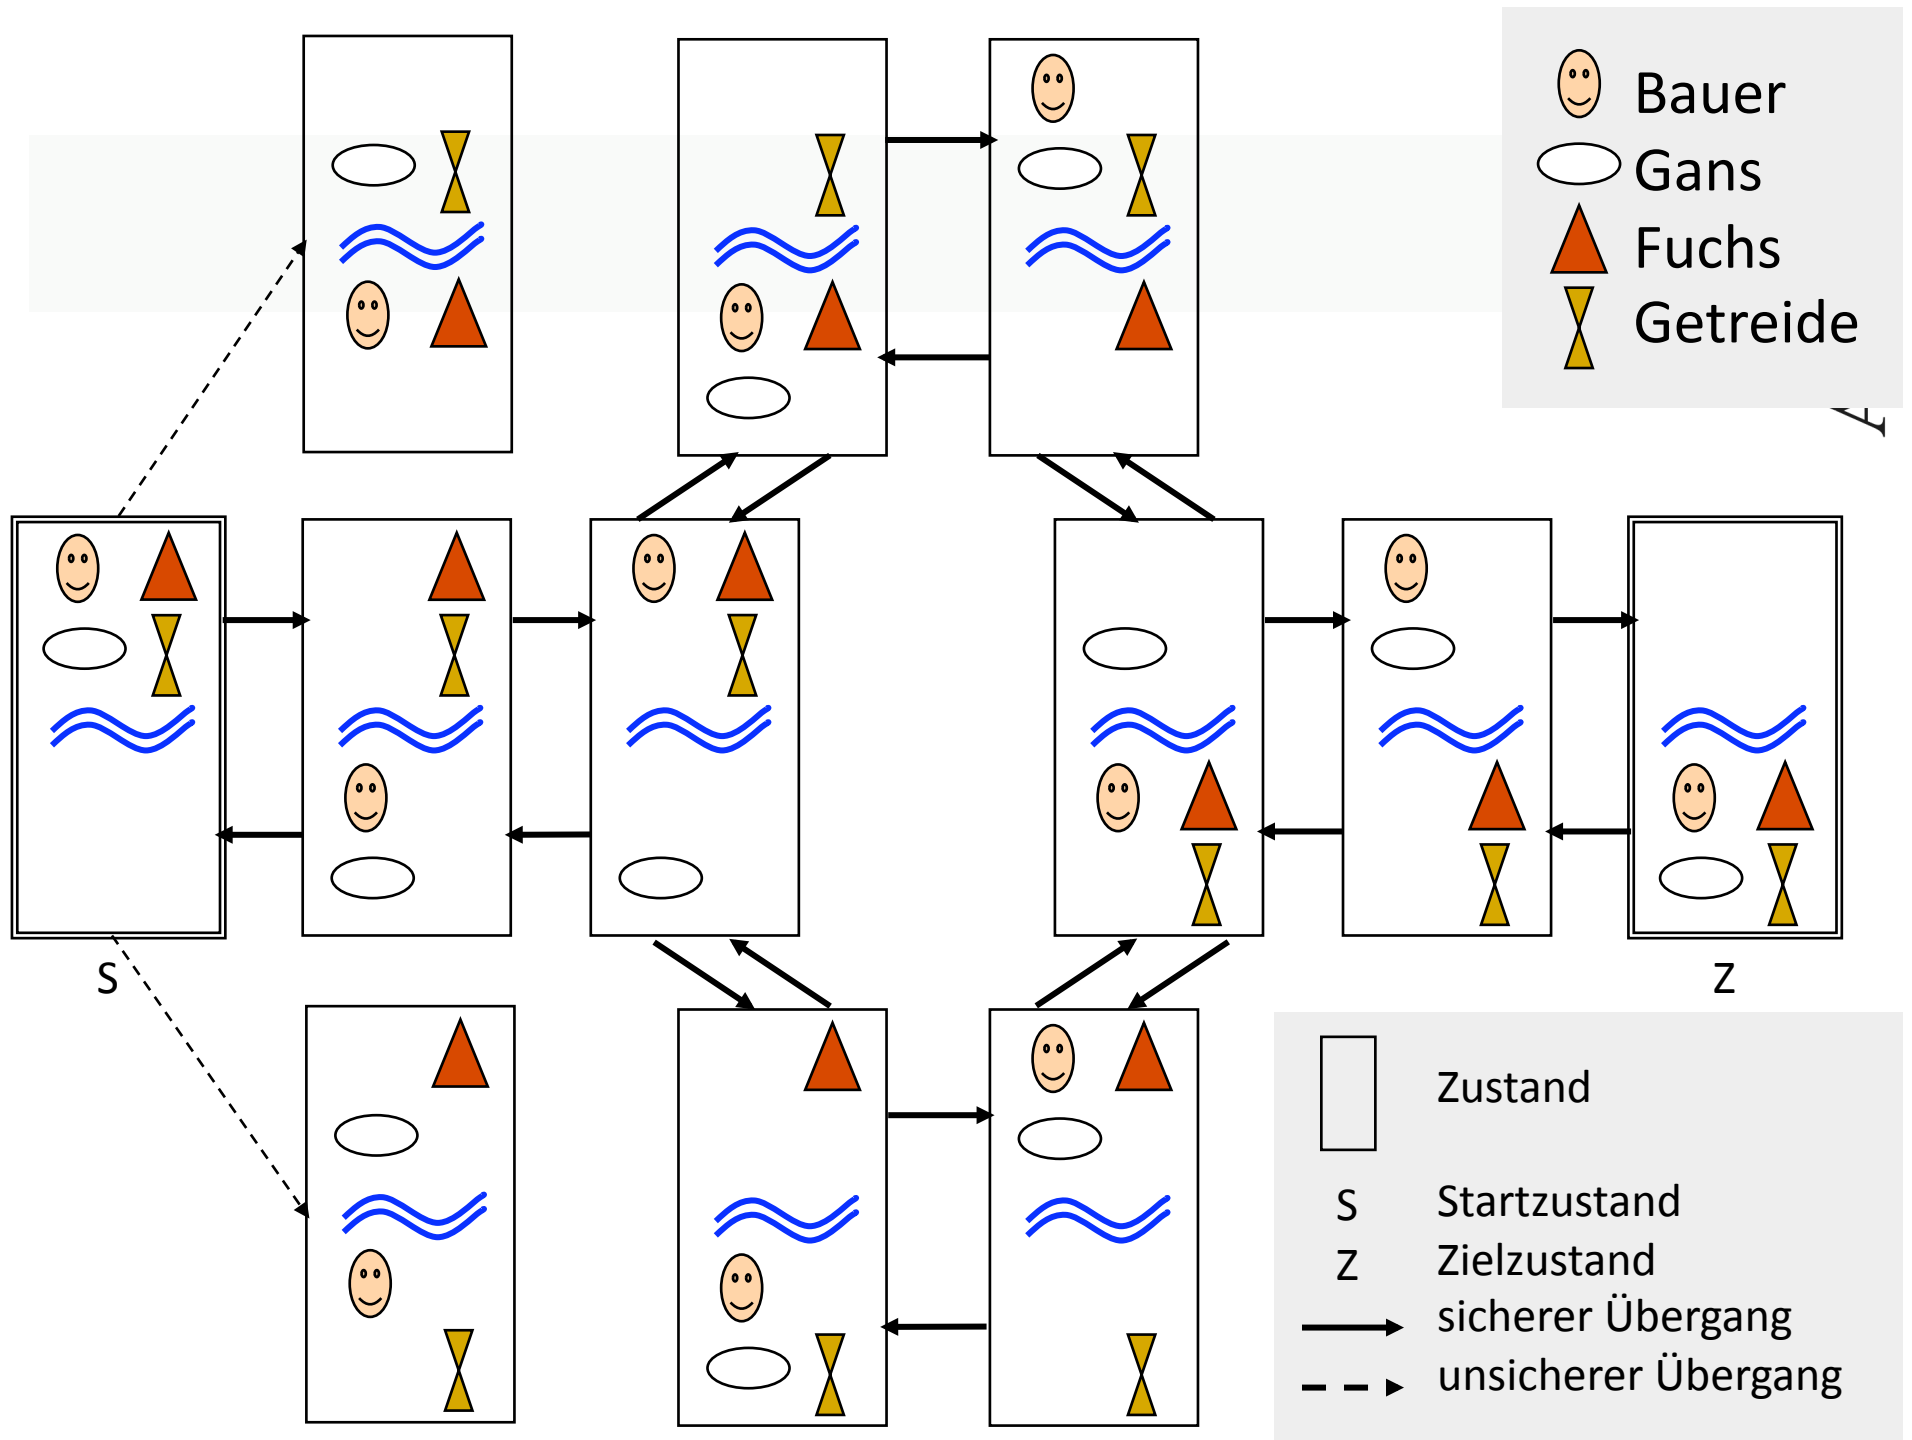 Bauer
Gans
Fuchs
Getreide
S
Z
Zustand
S Startzustand
Z Zielzustand
sicherer Übergang
unsicherer Übergang